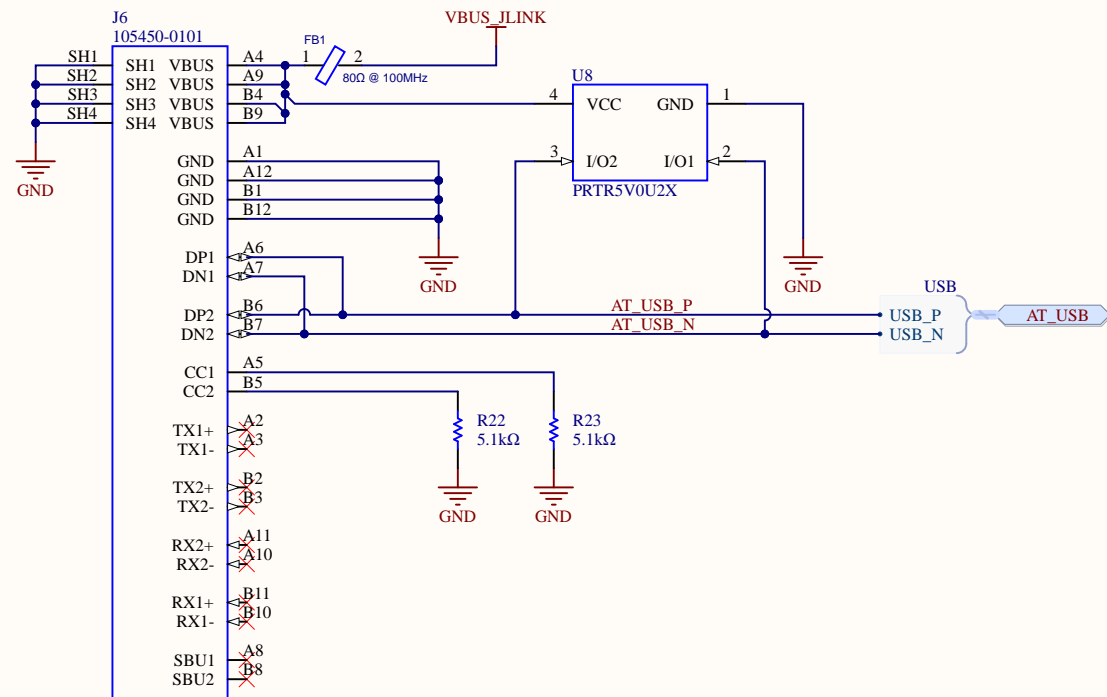 J6
105450-0101
VBUS_JLINK
FB1
1 2
80Ω @ 100MHz
SH1 SH1 VBUS A4
SH2 SH2 VBUS A9
SH3 SH3 VBUS B4
SH4 SH4 VBUS B9
GND
U8
4 VCC GND 1
3 I/O2 I/O1 2
PRTR5V0U2X
GND A1
GND A12
GND B1
GND B12
GND
GND
DP1 A6
DN1 A7
DP2 B6 AT_USB_P
DN2 B7 AT_USB_N
USB
USB_P
USB_N
AT_USB
CC1 A5
CC2 B5
R22
5.1kΩ
R23
5.1kΩ
GND
GND
TX1+ A2
TX1- A3
TX2+ B2
TX2- B3
RX2+ A11
RX2- A10
RX1+ B11
RX1- B10
SBU1 A8
SBU2 B8